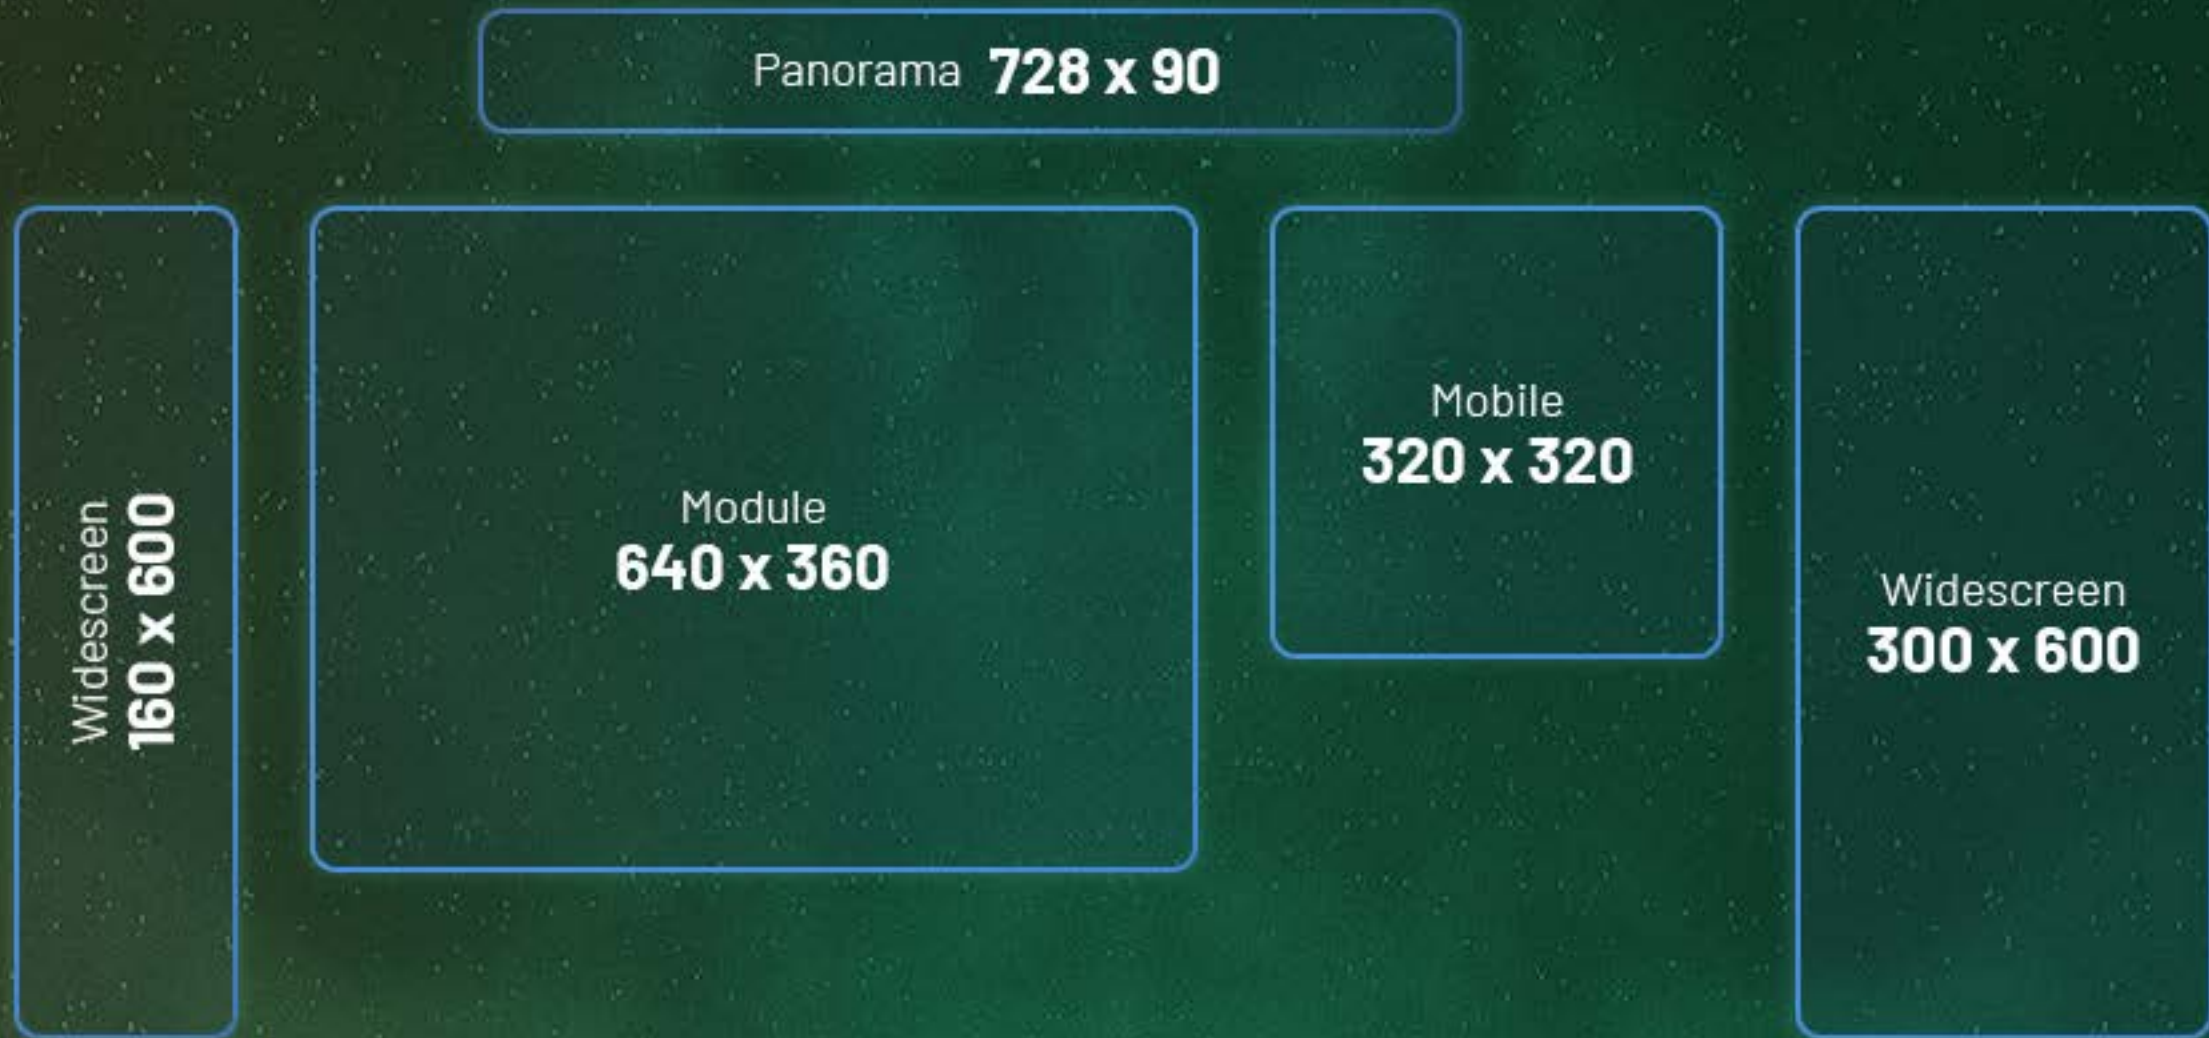 Panorama 728 x 90
Widescreen
160 x 600
Module
640 x 360
Mobile
320 x 320
Widescreen
300 x 600